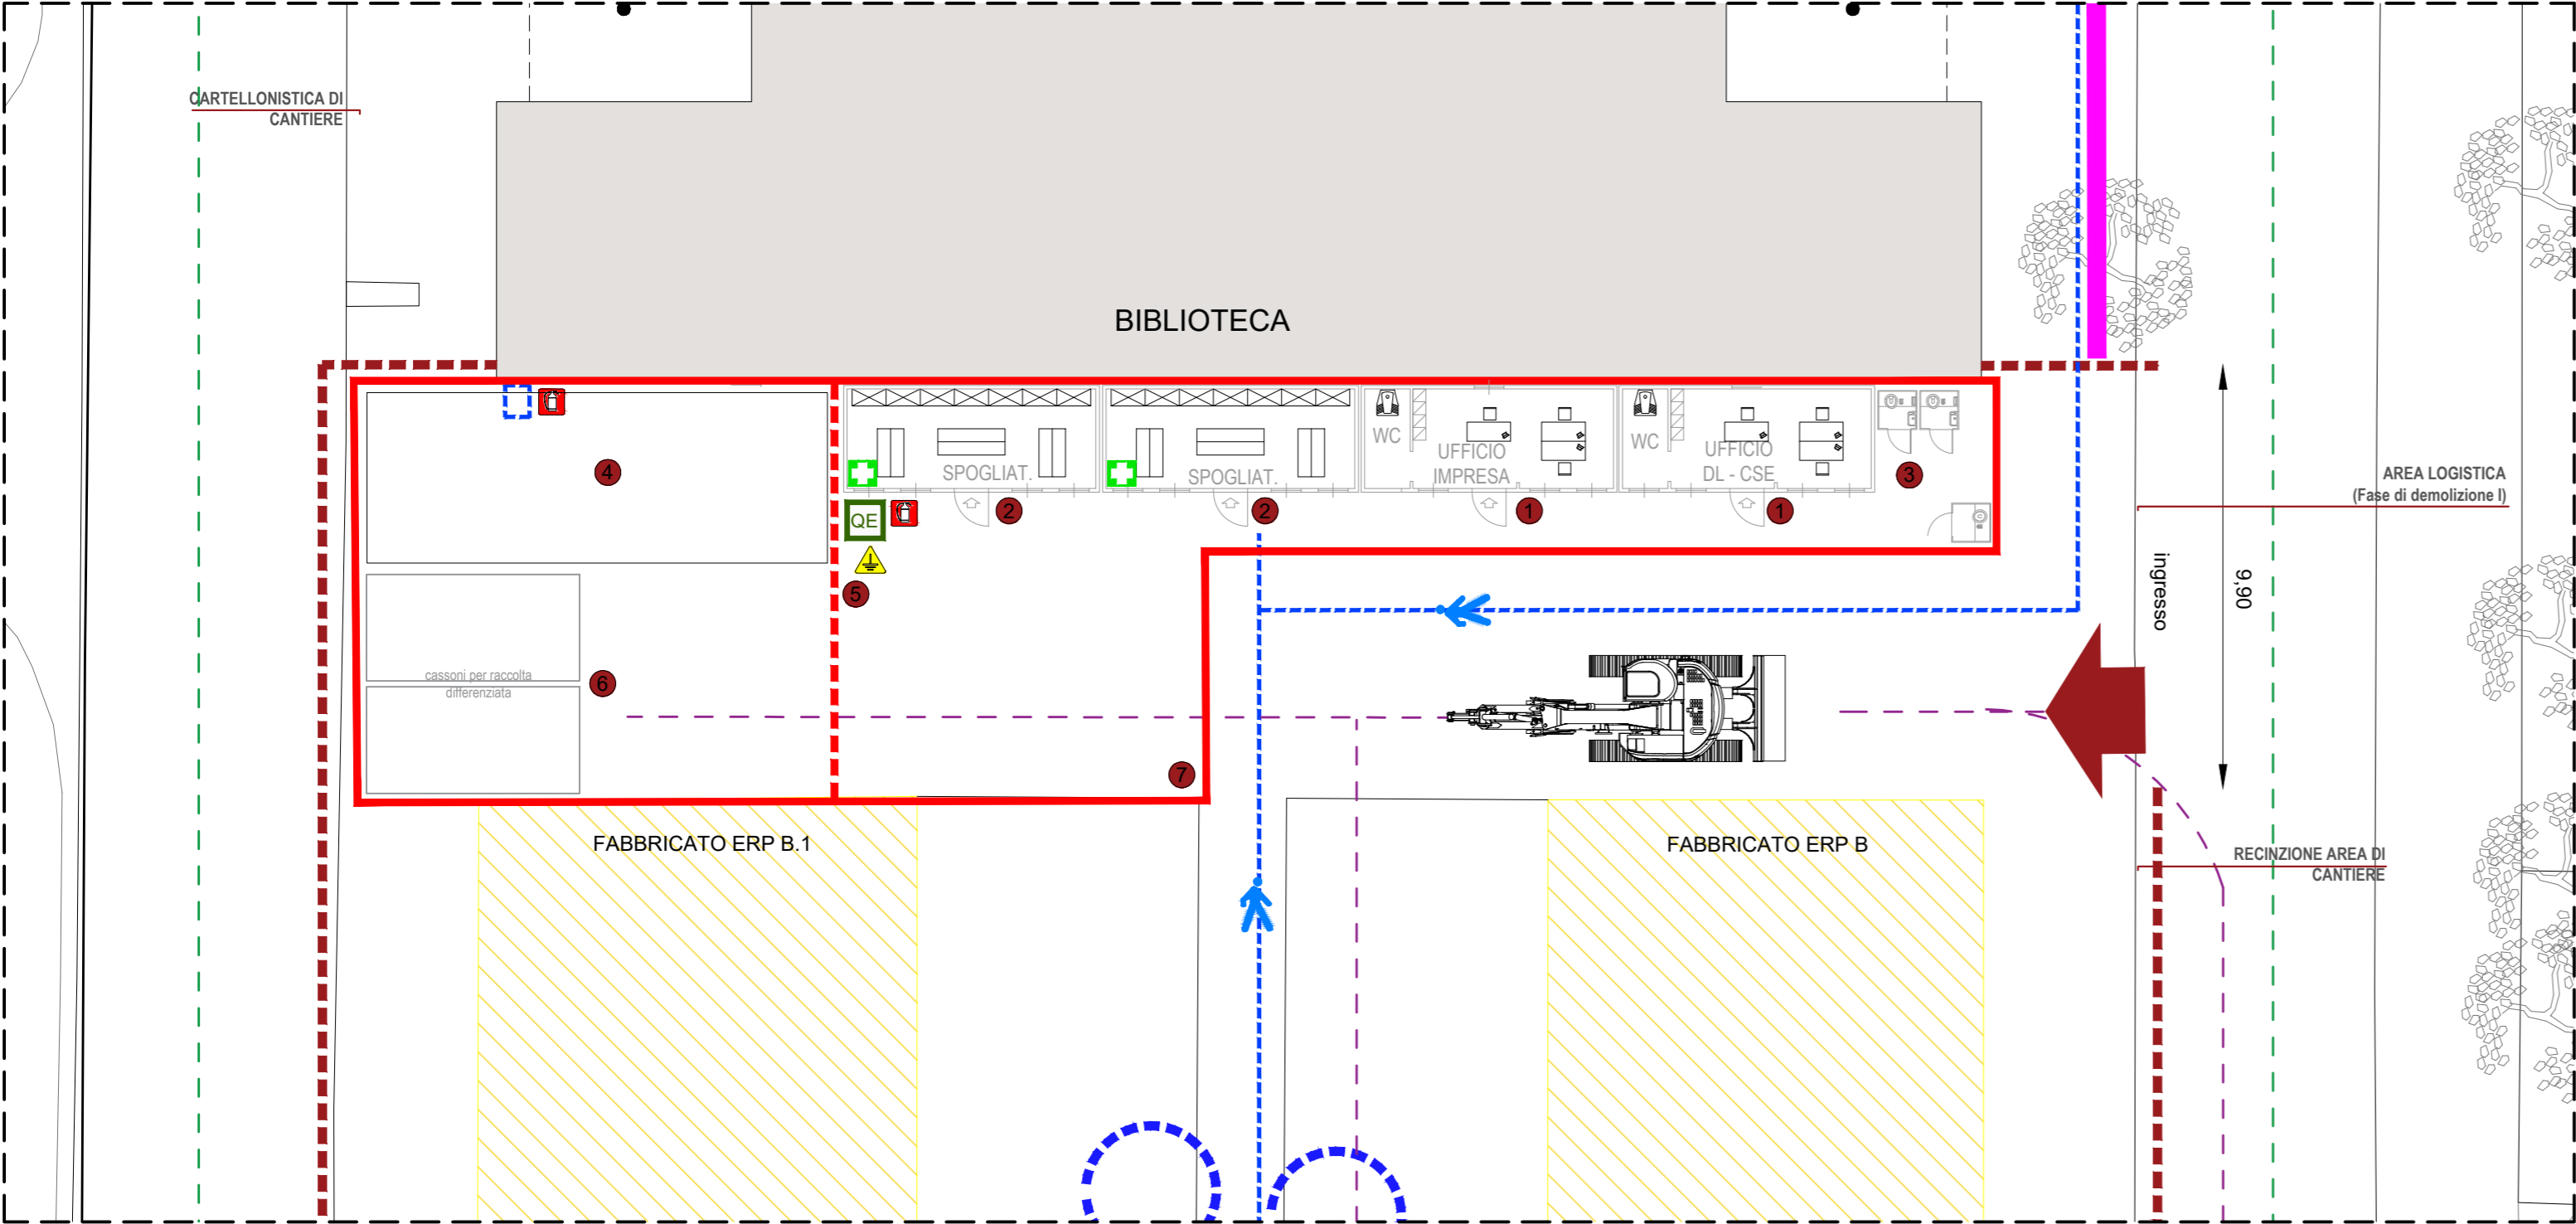 CARTELLONISTICA DI
CANTIERE
BIBLIOTECA
WC
UFFICIO
IMPRESA
WC
UFFICIO
DL - CSE
SPOGLIAT.
SPOGLIAT.
4
3
2
2
1
1
QE
5
AREA LOGISTICA
(Fase di demolizione I)
ingresso
9,90
cassoni per raccolta
differenziata
6
7
FABBRICATO ERP B.1
FABBRICATO ERP B
RECINZIONE AREA DI
CANTIERE